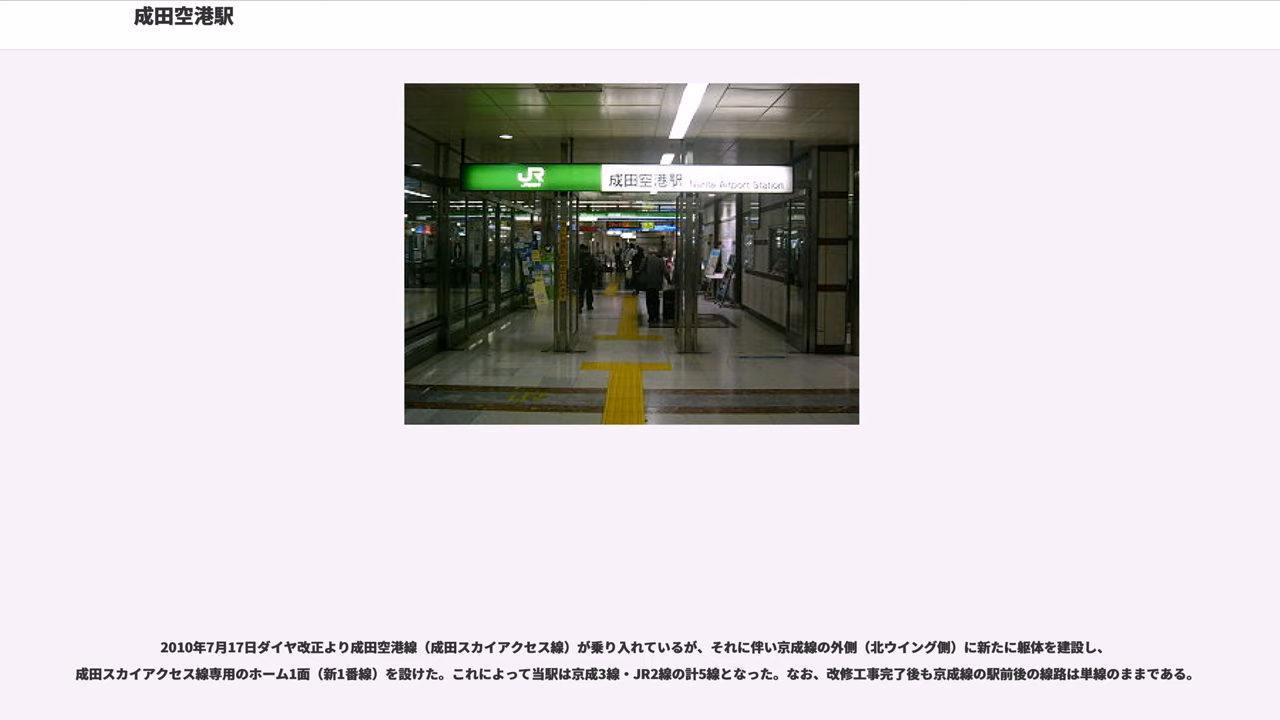 成田空港駅
JR
成田空港駅 Narita Airport Station
2010年7月17日ダイヤ改正より成田空港線（成田スカイアクセス線）が乗り入れているが、それに伴い京成線の外側（北ウイング側）に新たに躯体を建設し、
成田スカイアクセス線専用のホーム1面（新1番線）を設けた。これによって当駅は京成3線・JR2線の計5線となった。なお、改修工事完了後も京成線の駅前後の線路は単線のままである。